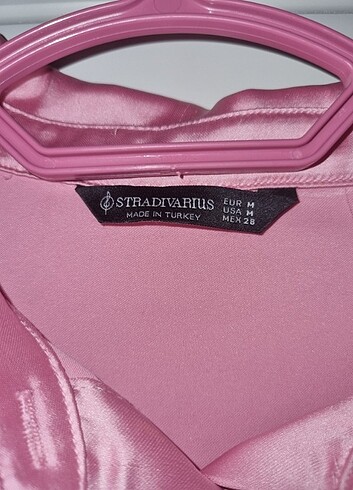 STRADIVARIUS
MADE IN TURKEY
EUR M
USA M
MEX 28